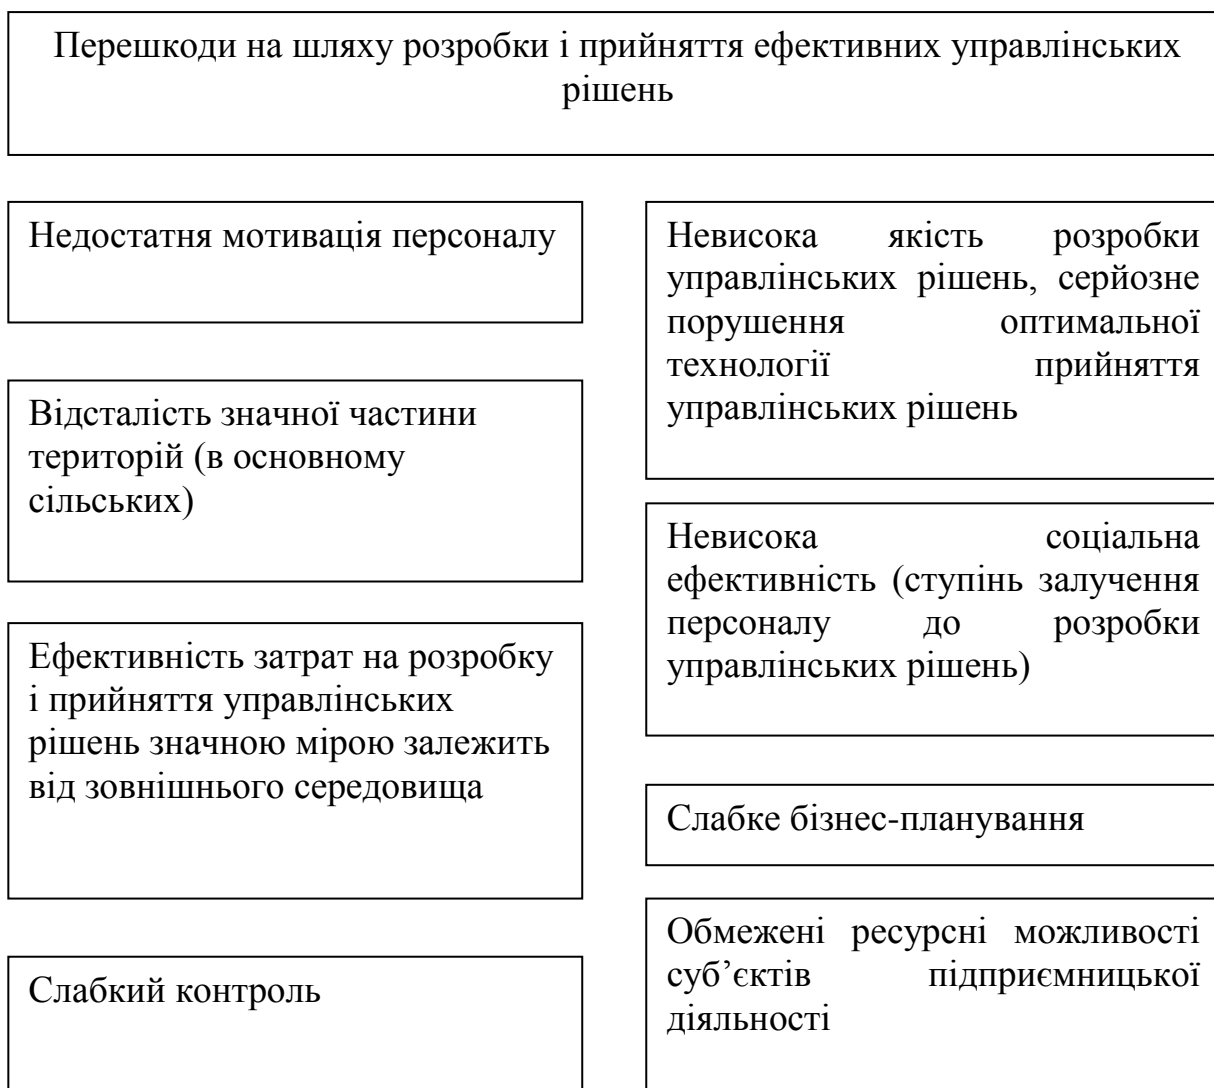 Перешкоди на шляху розробки і прийняття ефективних управлінських
рішень
Недостатня мотивація персоналу
Відсталість значної частини
територій (в основному
сільських)
Ефективність затрат на розробку
і прийняття управлінських
рішень значною мірою залежить
від зовнішнього середовища
Слабкий контроль
Невисока якість розробки
управлінських рішень, серйозне
порушення оптимальної
технології прийняття
управлінських рішень
Невисока соціальна
ефективність (ступінь залучення
персоналу до розробки
управлінських рішень)
Слабке бізнес-планування
Обмежені ресурсні можливості
суб’єктів підприємницької
діяльності